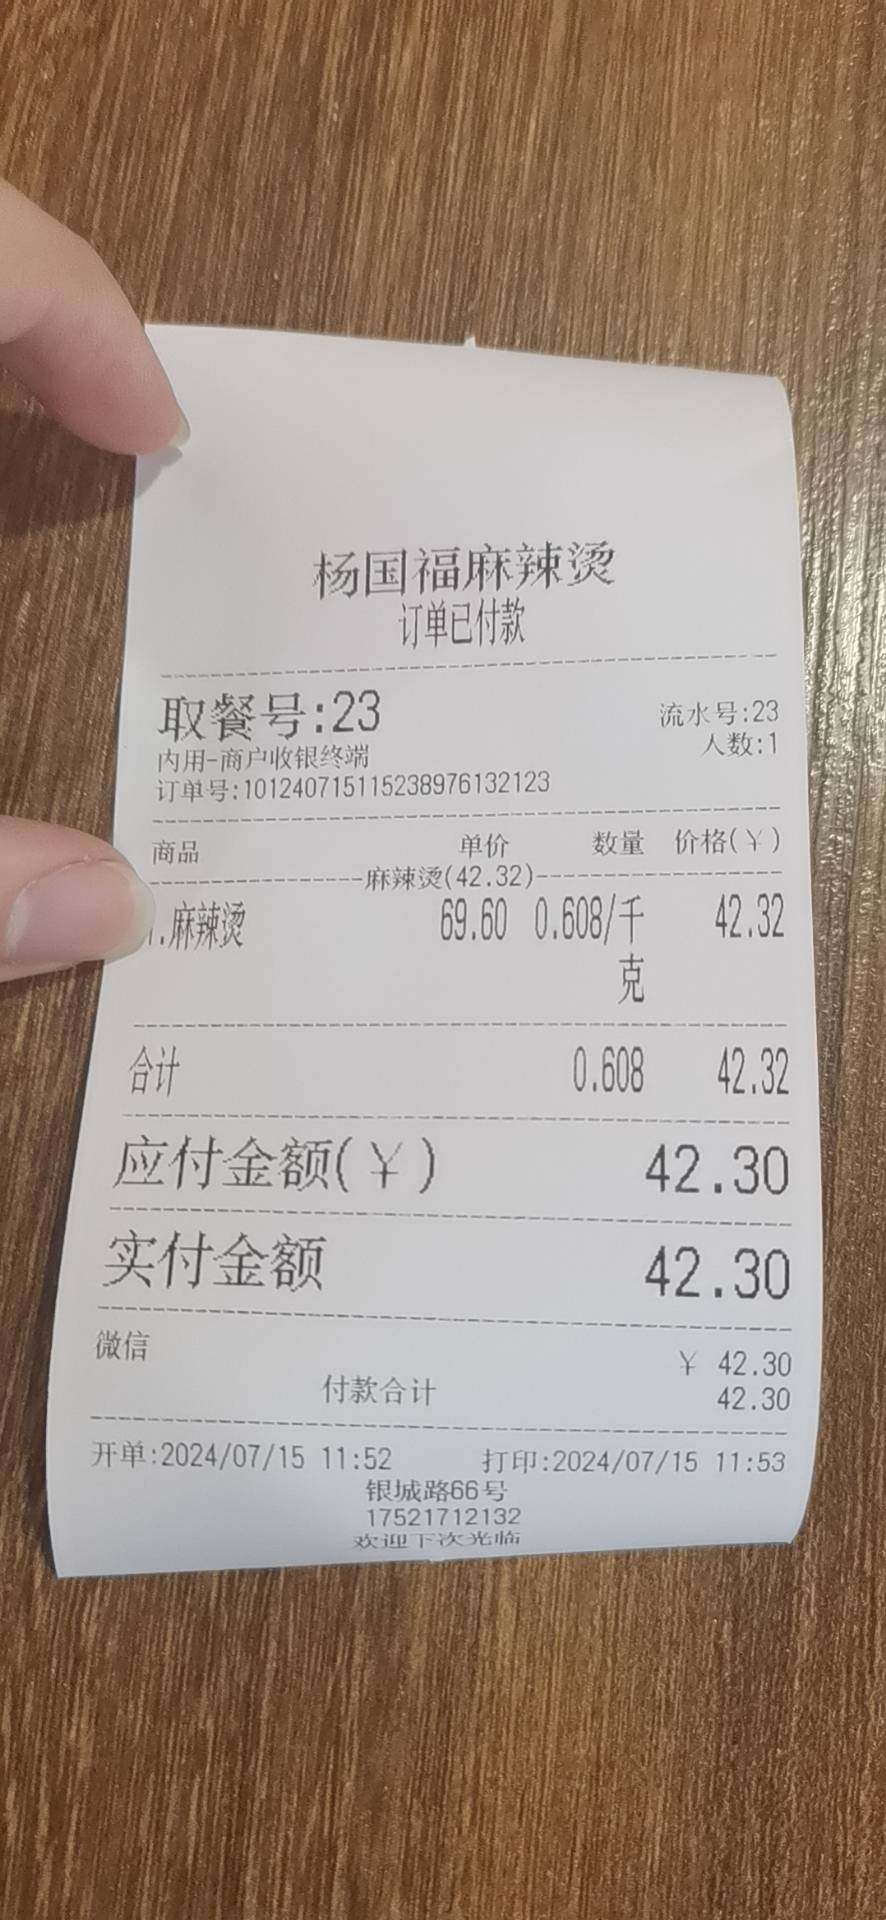 杨国福麻辣烫
订单已付款
取餐号:23 流水号:23
内用-商户收银终端 人数:1
订单号:101240715115238976132123
商品 单价 数量 价格(￥)
麻辣烫(42.32)
1.麻辣烫 69.60 0.608/千克 42.32
合计 0.608 42.32
应付金额(￥) 42.30
实付金额 42.30
微信 ￥ 42.30
付款合计 42.30
开单:2024/07/15 11:52 打印:2024/07/15 11:53
银城路66号
17521712132
欢迎下次光临